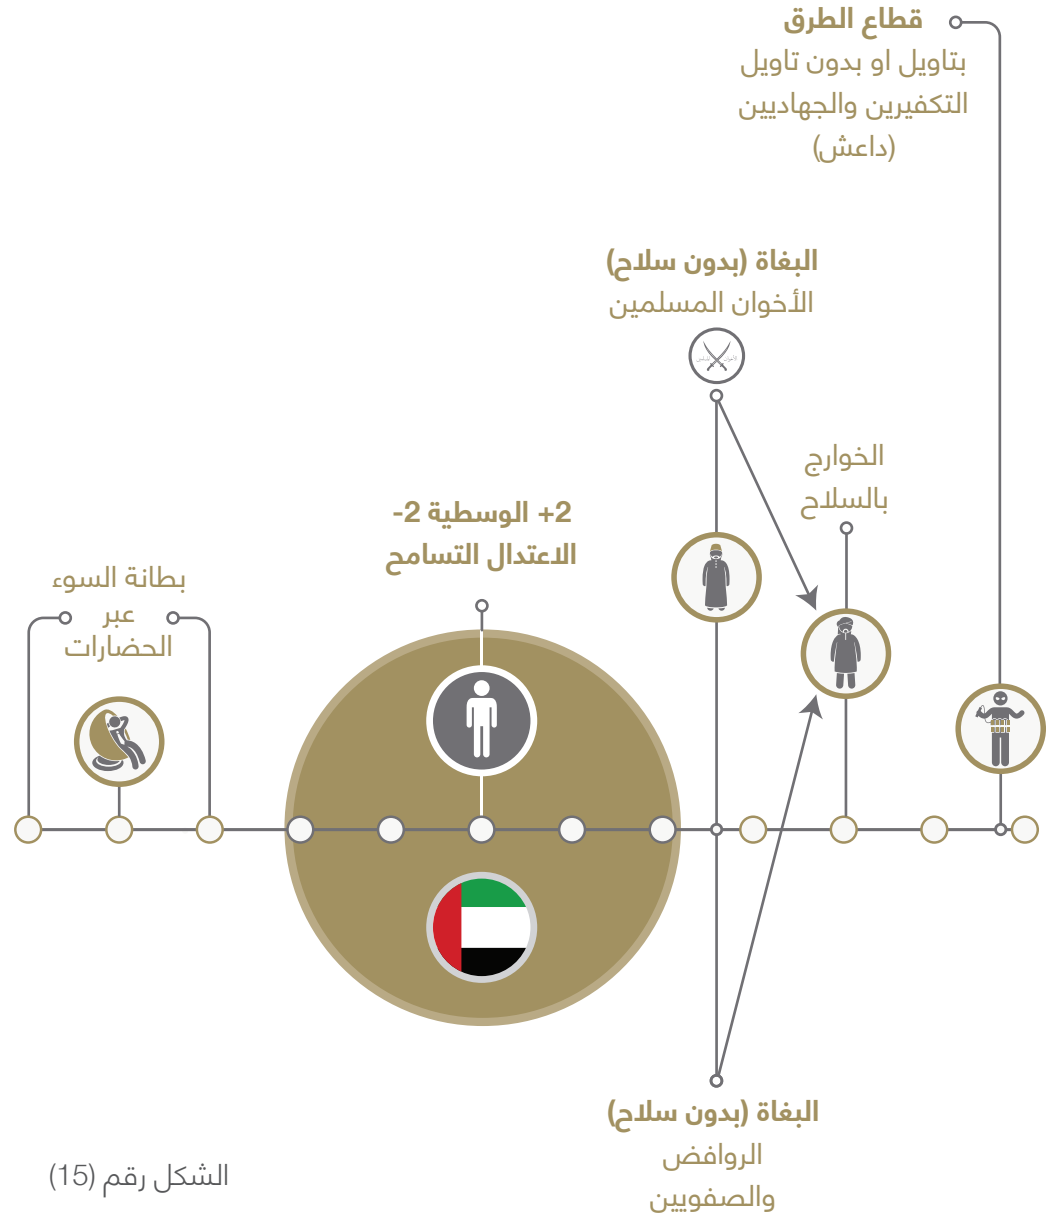 قطاع الطرق
بتاويل او بدون تاويل
التكفيرين والجهاديين
(داعش)
البغاة (بدون سلاح)
الأخوان المسلمين
الخوارج
بالسلاح
+2 الوسطية 2-
الاعتدال التسامح
بطانة السوء
عبر
الحضارات
البغاة (بدون سلاح)
الروافض
والصفويين
الشكل رقم (15)